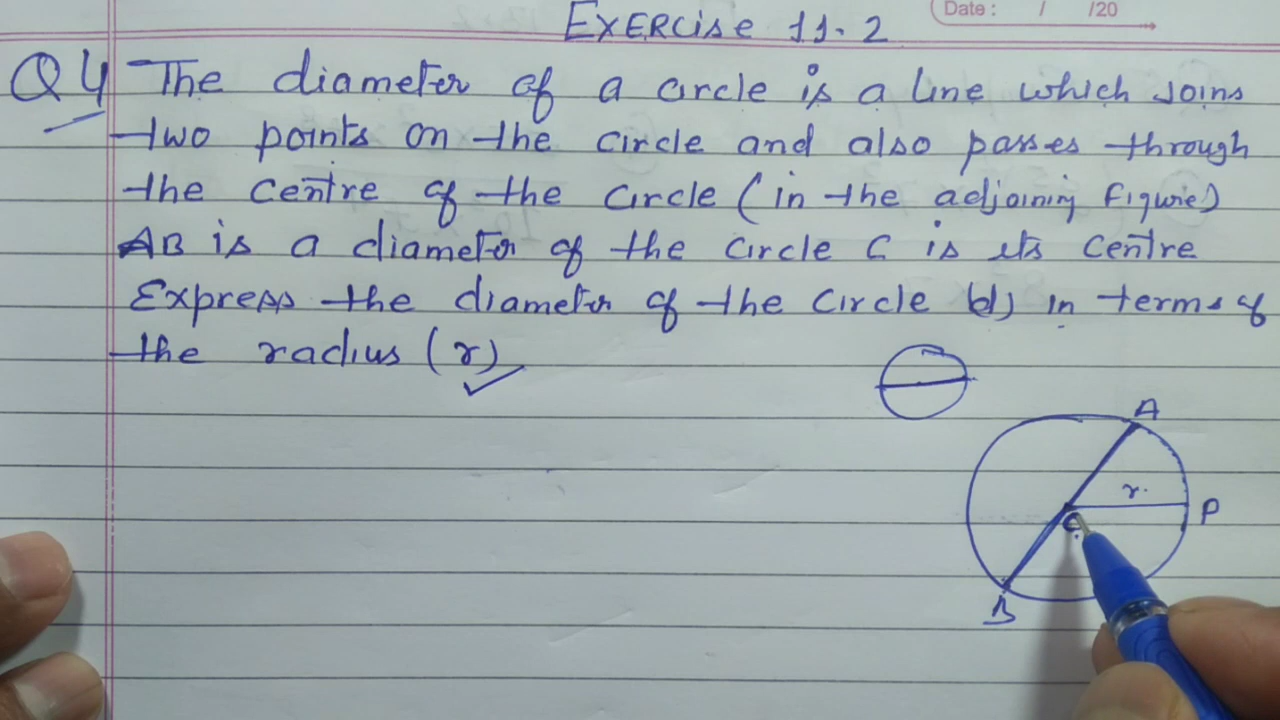 Date: / /20
EXERCISE 11.2
Q4 The diameter of a circle is a line which Joins
two points on the circle and also passes through
the centre of the circle (in the adjoining Figure)
AB is a diameter of the circle C is its centre
Express the diameter of the circle (d) in terms of
the radius (r)
A
r.
P
C
B